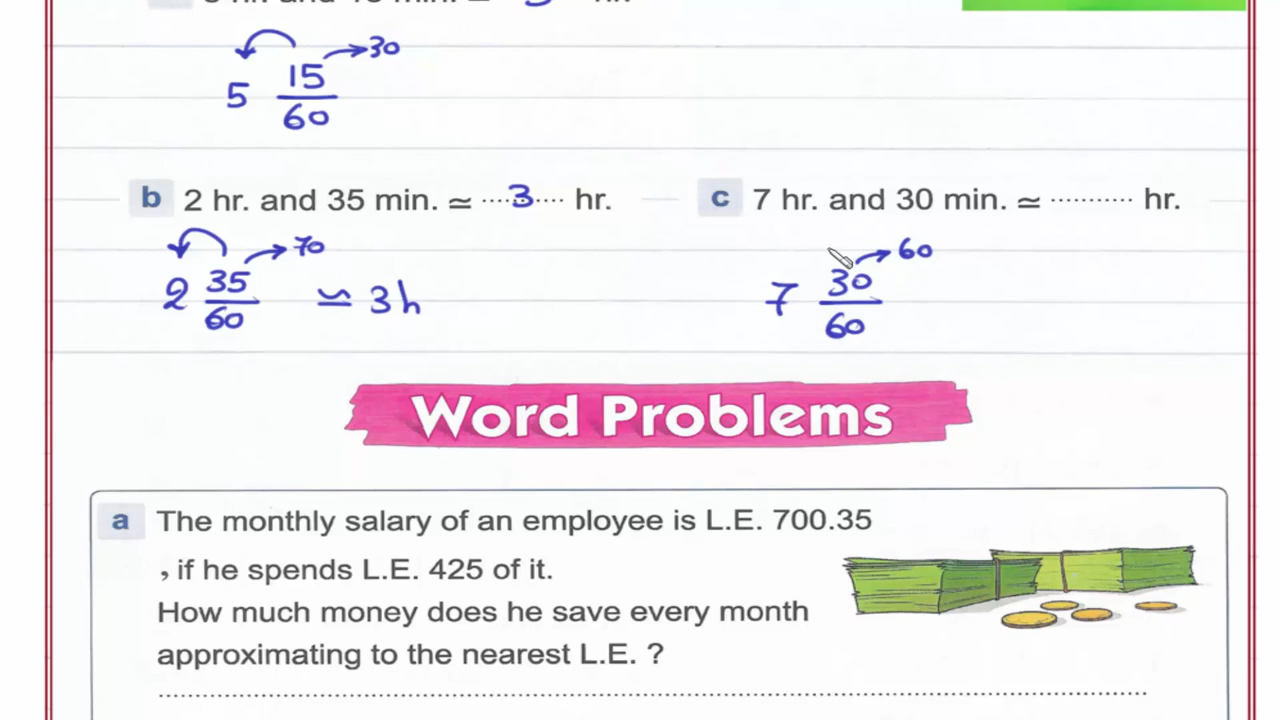 5 15/60 → 30
b 2 hr. and 35 min. ≃ ....3.... hr.
c 7 hr. and 30 min. ≃ ........... hr.
2 35/60 → 70 ≃ 3h
7 30/60 → 60
Word Problems
a The monthly salary of an employee is L.E. 700.35
, if he spends L.E. 425 of it.
How much money does he save every month
approximating to the nearest L.E. ?